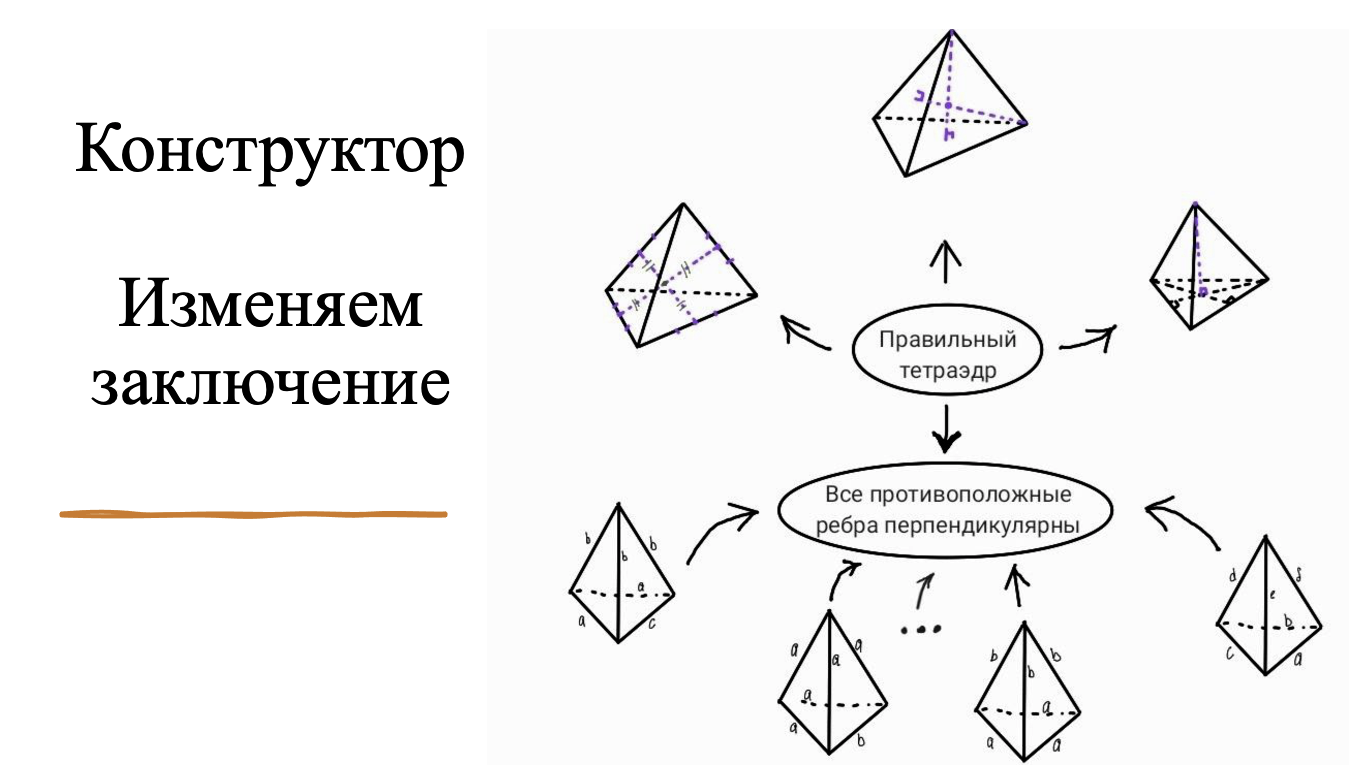 Конструктор
Изменяем
заключение
Правильный
тетраэдр
Все противоположные
ребра перпендикулярны
b
b
b
a
a
c
a
a
a
a
a
b
b
b
b
a
a
a
d
e
f
b
c
a